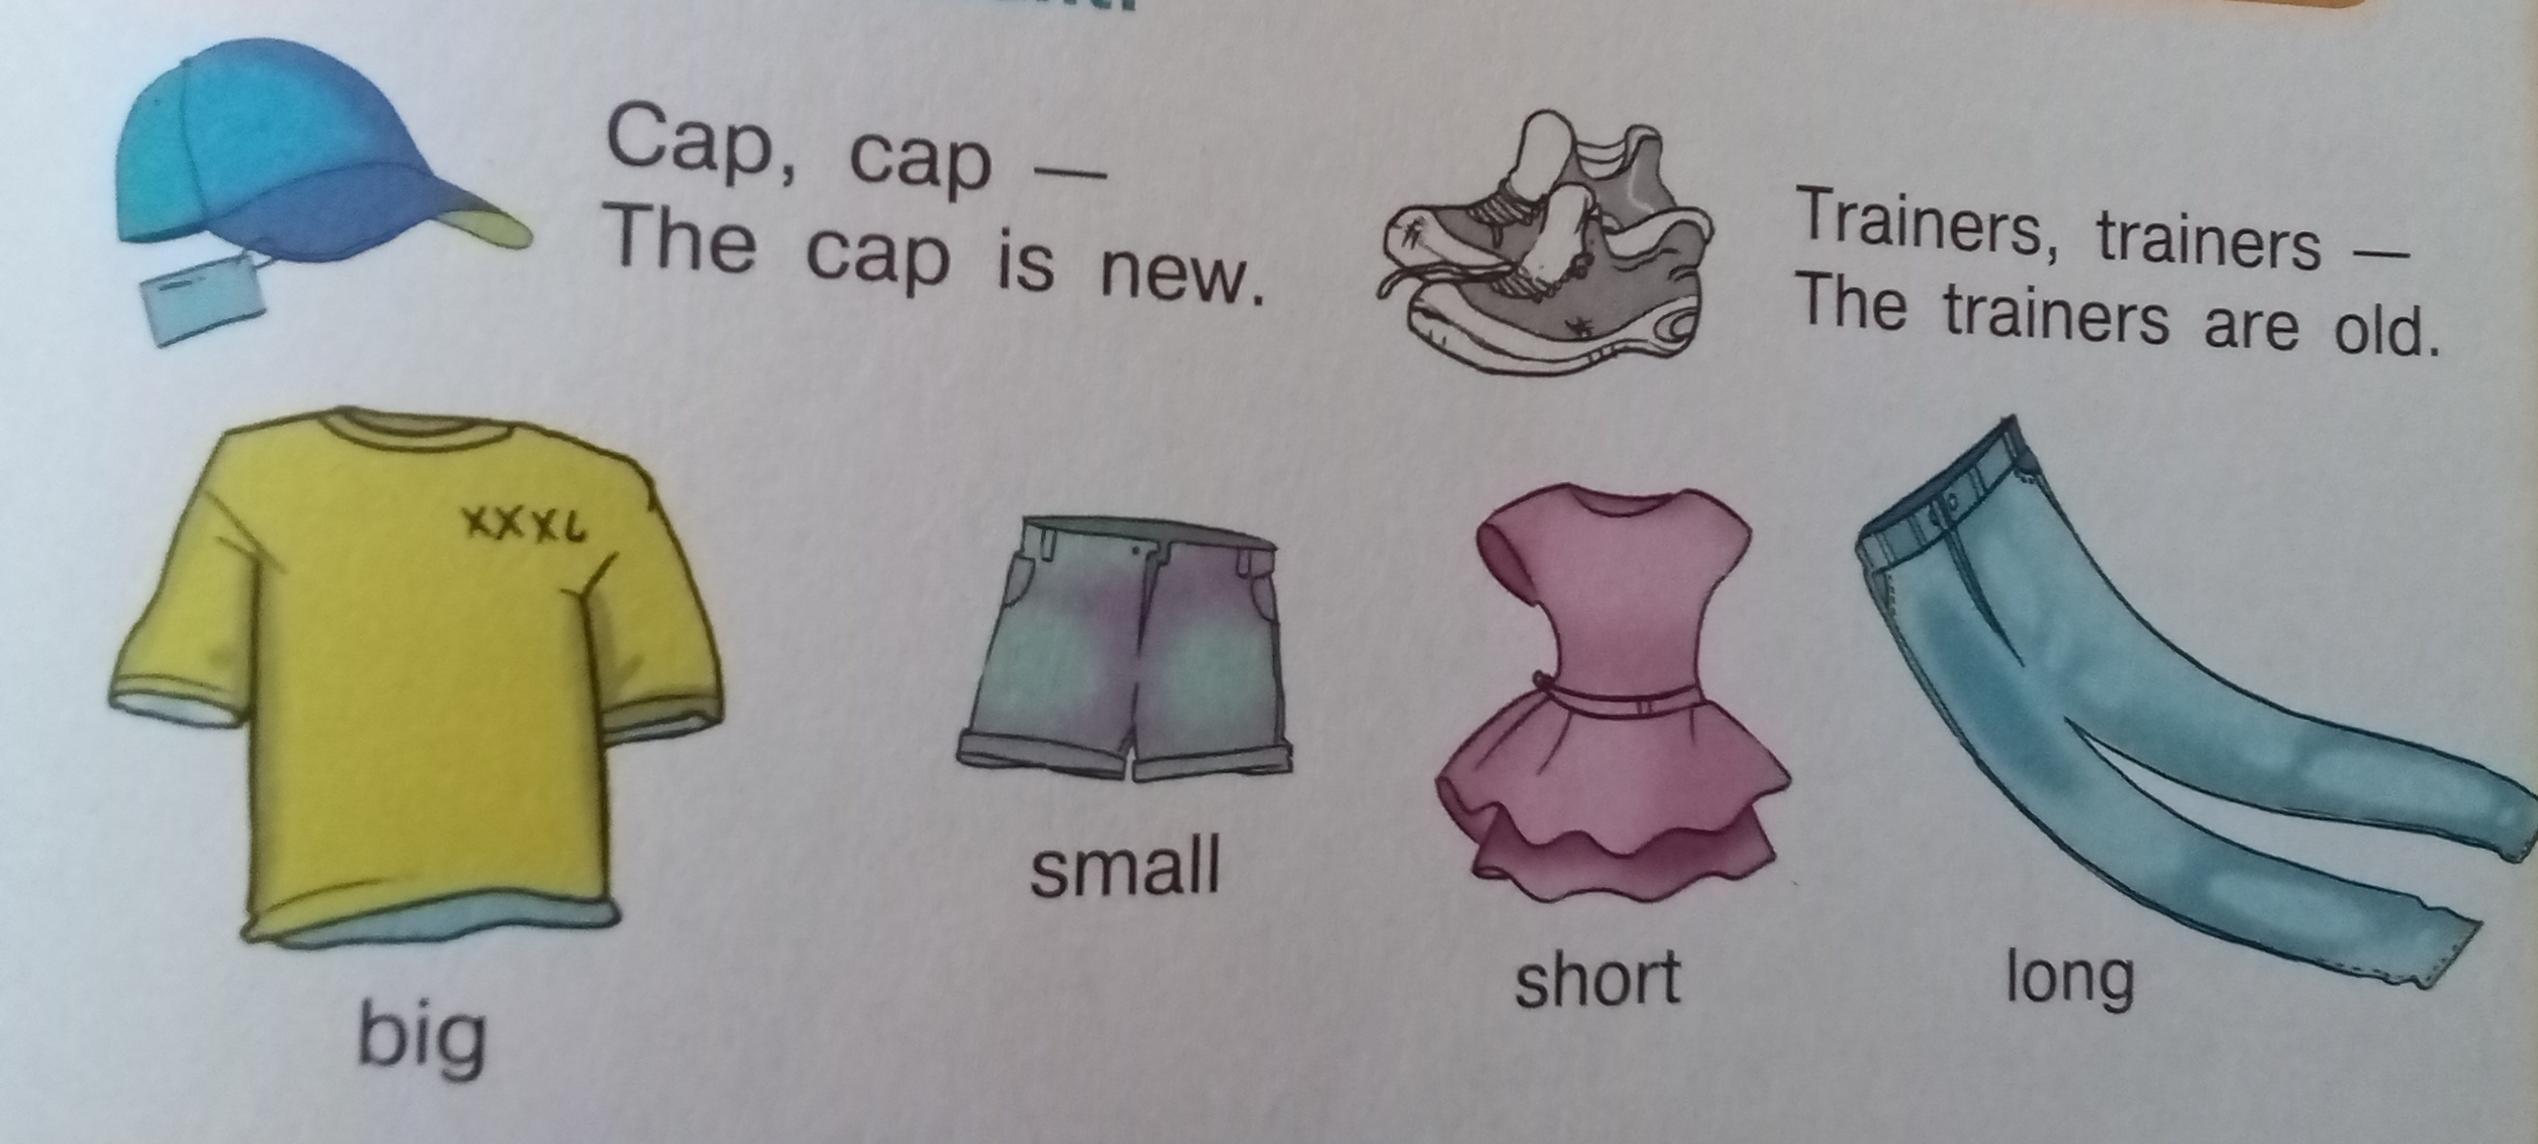 Cap, cap —
The cap is new.
Trainers, trainers —
The trainers are old.
XXXL
big
small
short
long